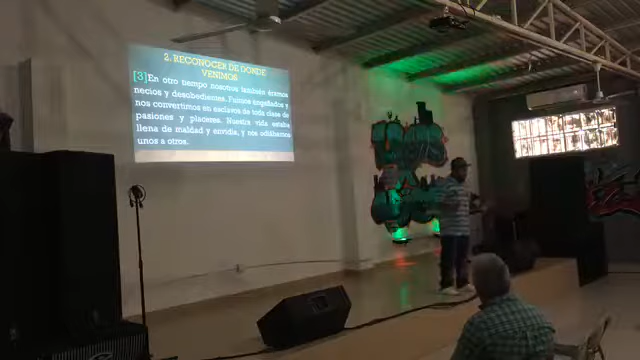 2. RECONOCER DE DONDE
VENIMOS
[3]En otro tiempo nosotros también éramos
necios y desobedientes. Fuimos engañados y
nos convertimos en esclavos de toda clase de
pasiones y placeres. Nuestra vida estaba
llena de maldad y envidia, y nos odiábamos
unos a otros.